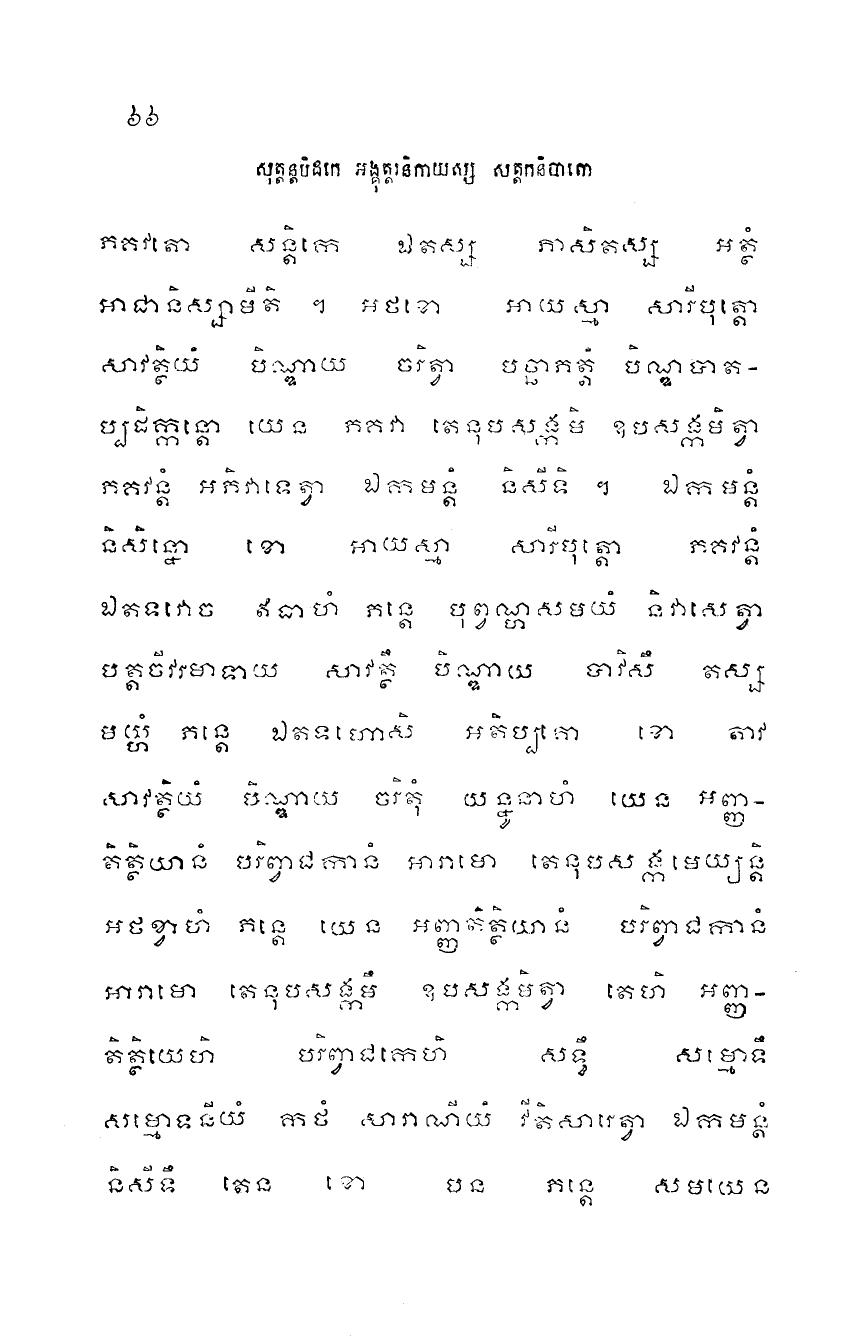 ៦៦
សុត្តន្តបិដកេ អង្គុត្តរនិកាយស្ស សត្តកនិបាតោ
ភគវតោ សន្តិកេ ឯតស្ស ភាសិតស្ស អត្ថំ
អាជានិស្សាមីតិ ។ អថខោ អាយស្មា សារីបុត្តោ
សាវត្ថិយំ បិណ្ឌាយ ចរិត្វា បច្ឆាភត្តំ បិណ្ឌបាត-
ប្បដិក្កន្តោ យេន ភគវា តេនុបសង្កមិ ឧបសង្កមិត្វា
ភគវន្តំ អភិវាទេត្វា ឯកមន្តំ និសីទិ ។ ឯកមន្តំ
និសិន្នោ ខោ អាយស្មា សារីបុត្តោ ភគវន្តំ
ឯតទវោច ឥធាហំ ភន្តេ បុព្វណ្ហសមយំ និវាសេត្វា
បត្តចីវរមាទាយ សាវត្ថឹ បិណ្ឌាយ បាវិសឹ តស្ស
មយ្ហំ ភន្តេ ឯតទហោសិ អតិប្បគោ ខោ តាវ
សាវត្ថិយំ បិណ្ឌាយ ចរិតុំ យន្នូនាហំ យេន អញ្ញ-
តិត្ថិយានំ បរិព្វាជកានំ អារាមោ តេនុបសង្កមេយ្យន្តិ
អថខ្វាហំ ភន្តេ យេន អញ្ញតិត្ថិយានំ បរិព្វាជកានំ
អារាមោ តេនុបសង្កមឹ ឧបសង្កមិត្វា តេហិ អញ្ញ-
តិត្ថិយេហិ បរិព្វាជកេហិ សទ្ធឹ សម្មោទឹ
សម្មោទនីយំ កថំ សារាណីយំ វីតិសារេត្វា ឯកមន្តំ
និសីទឹ តេន ខោ បន ភន្តេ សមយេន